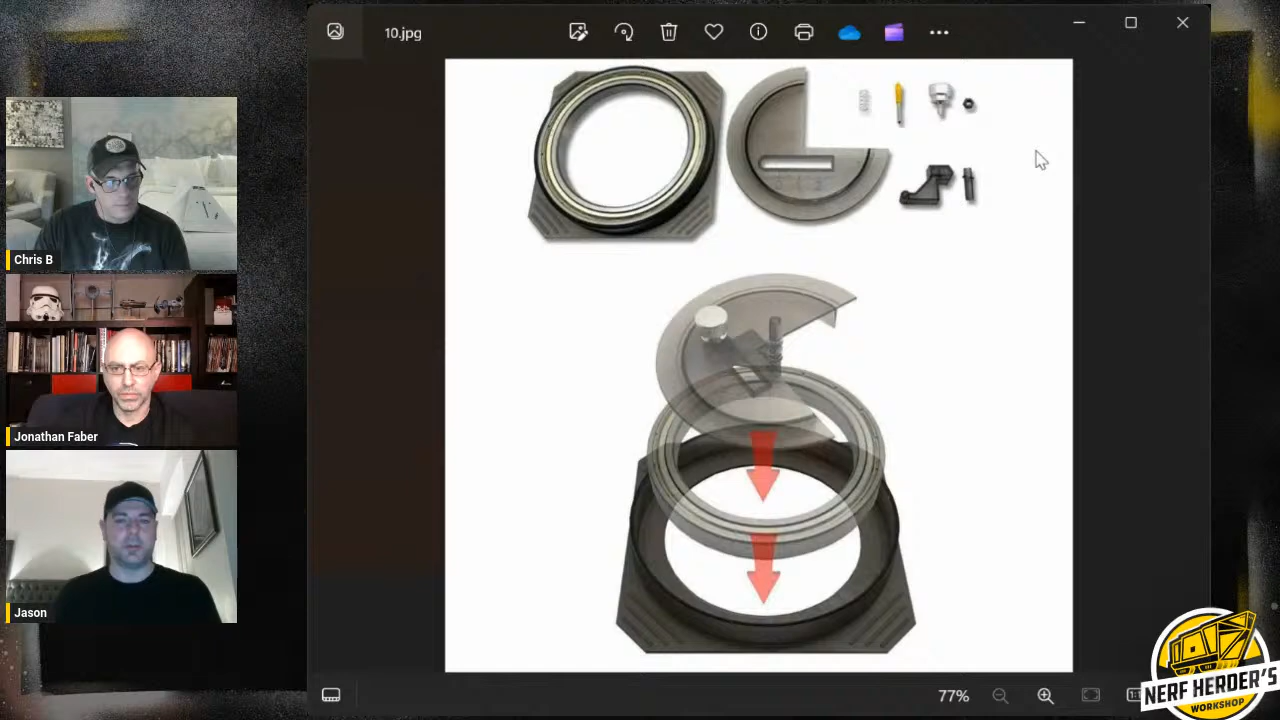 10.jpg
Chris B
Jonathan Faber
Jason
77%
NERF HERDER'S
WORKSHOP